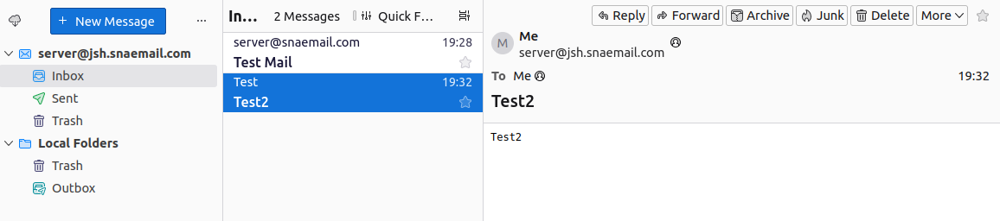 + New Message
server@jsh.snaemail.com
Inbox
Sent
Trash
Local Folders
Trash
Outbox
In... 2 Messages Quick F...
server@snaemail.com 19:28
Test Mail
Test 19:32
Test2
Reply Forward Archive Junk Delete More
M
Me
server@jsh.snaemail.com
To Me 19:32
Test2
Test2